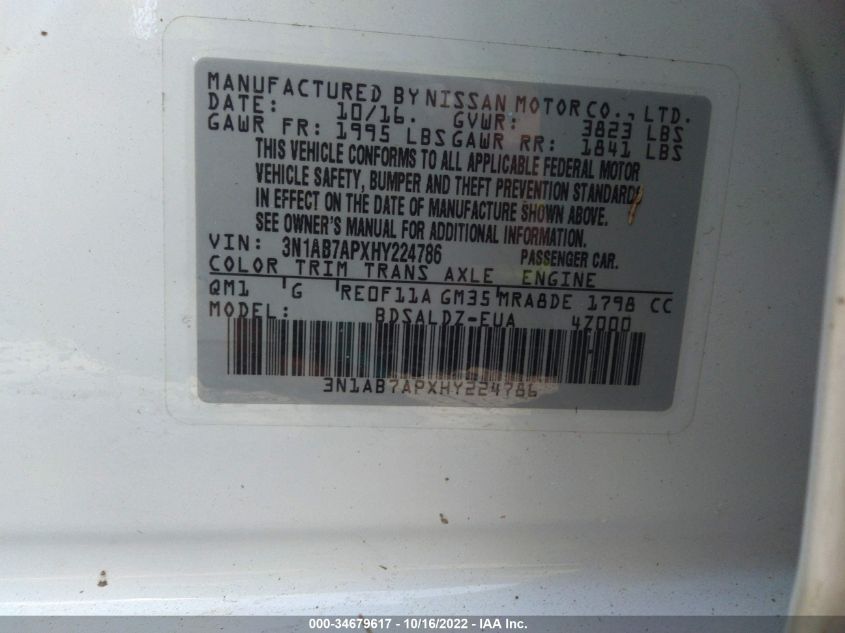 MANUFACTURED BY NISSAN MOTOR CO., LTD.
DATE: 10/16. GVWR: 3823 LBS
GAWR FR: 1995 LBS GAWR RR: 1841 LBS
THIS VEHICLE CONFORMS TO ALL APPLICABLE FEDERAL MOTOR
VEHICLE SAFETY, BUMPER AND THEFT PREVENTION STANDARDS
IN EFFECT ON THE DATE OF MANUFACTURE SHOWN ABOVE.
SEE OWNER'S MANUAL FOR ADDITIONAL INFORMATION
VIN: 3N1AB7APXHY224786 PASSENGER CAR.
COLOR TRIM TRANS AXLE ENGINE
QM1 G RE0F11A GM35 MRA8DE 1798 CC
MODEL: BDSALDZ-EUA 4Z000
3N1AB7APXHY224786
000-34679617 - 10/16/2022 - IAA Inc.